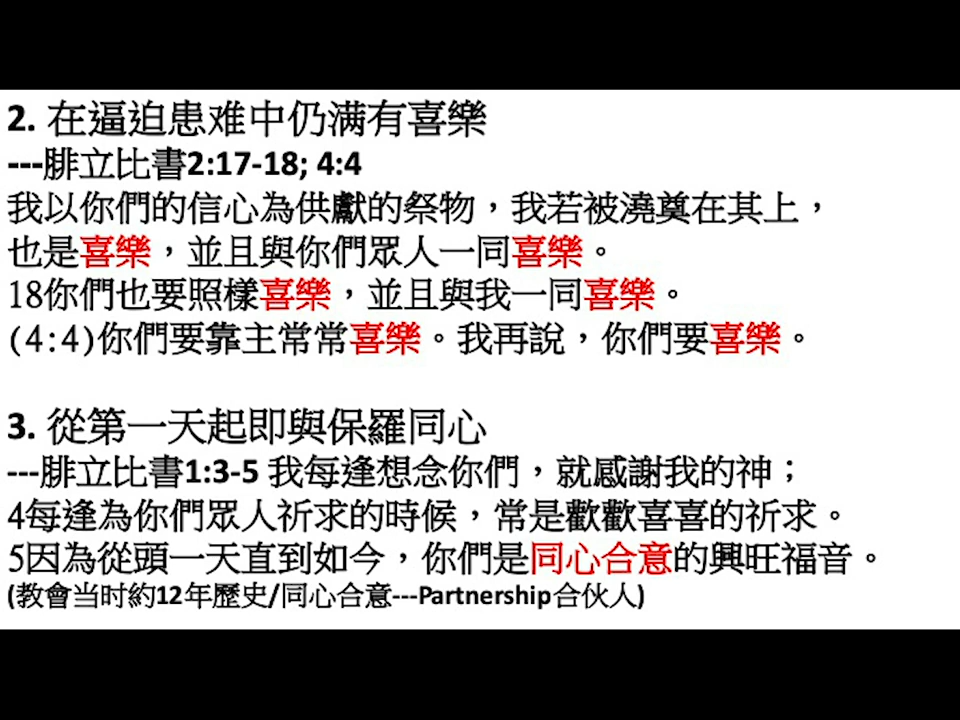 2. 在逼迫患难中仍满有喜樂
---腓立比書2:17-18; 4:4
我以你們的信心為供獻的祭物，我若被澆奠在其上，
也是喜樂，並且與你們眾人一同喜樂。
18你們也要照樣喜樂，並且與我一同喜樂。
(4:4)你們要靠主常常喜樂。我再說，你們要喜樂。
3. 從第一天起即與保羅同心
---腓立比書1:3-5 我每逢想念你們，就感謝我的神；
4每逢為你們眾人祈求的時候，常是歡歡喜喜的祈求。
5因為從頭一天直到如今，你們是同心合意的興旺福音。
(教會当时約12年歷史/同心合意---Partnership合伙人)